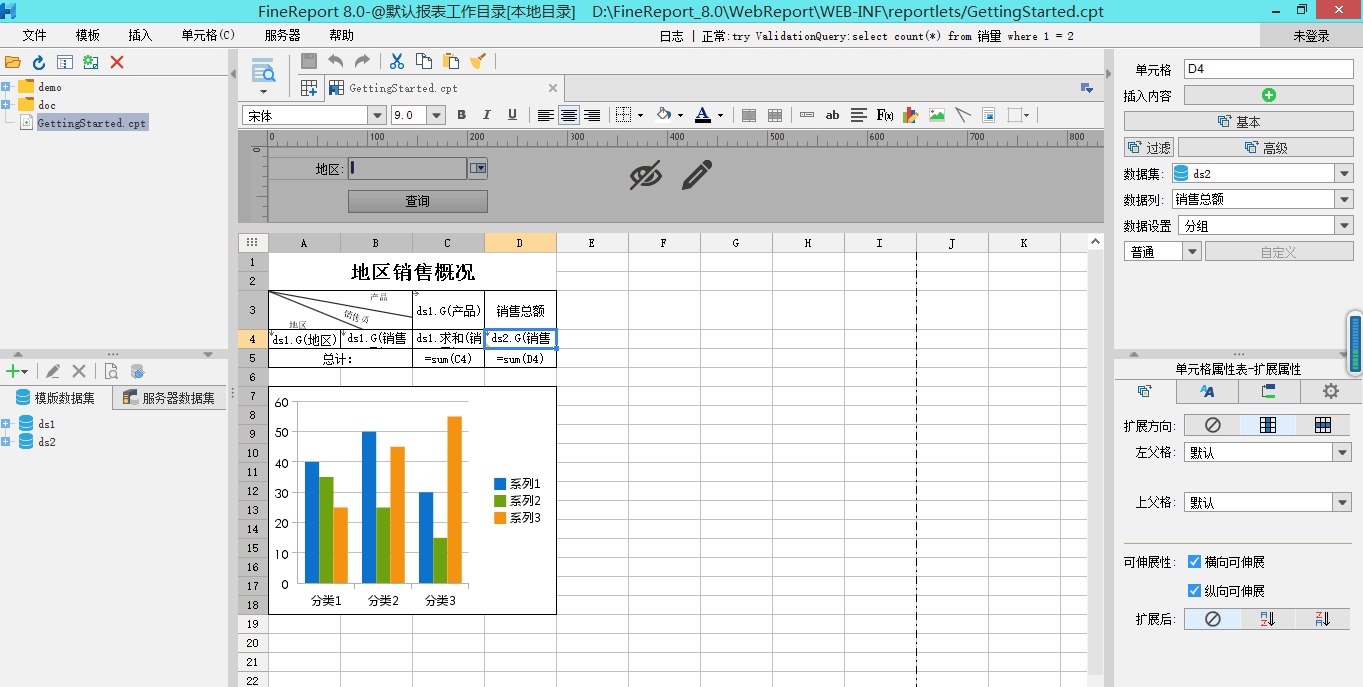 FineReport 8.0-@默认报表工作目录[本地目录] D:\FineReport_8.0\WebReport\WEB-INF\reportlets/GettingStarted.cpt
文件 模板 插入 单元格(C) 服务器 帮助 日志 | 正常:try ValidationQuery:select count(*) from 销量 where 1 = 2 未登录
demo
doc
GettingStarted.cpt
GettingStarted.cpt
宋体 9.0 B I U A ab F(x)
0 100 200 300 400 500 600 700 800
0
地区:
查询
A B C D E F G H I J K
1 地区销售概况
2
3 产品 销售员 地区 ds1.G(产品) 销售总额
4 ds1.G(地区) ds1.G(销售 ds1.求和(销 ds2.G(销售
5 总计: =sum(C4) =sum(D4)
6
7
8
9
10
11
12
13
14
15
16
17
18
19
20
21
22
60
50
40
30
20
10
0
分类1 分类2 分类3
系列1
系列2
系列3
模版数据集 服务器数据集
ds1
ds2
单元格 D4
插入内容
基本
过滤 高级
数据集: ds2
数据列: 销售总额
数据设置 分组
普通 自定义
单元格属性表-扩展属性
扩展方向:
左父格: 默认
上父格: 默认
可伸展性: 横向可伸展
纵向可伸展
扩展后: